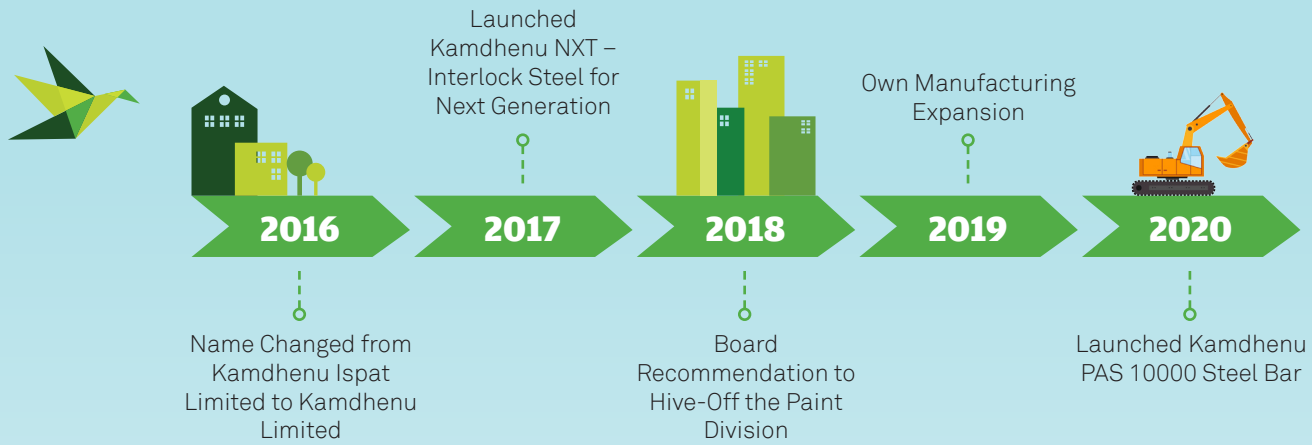 Launched
Kamdhenu NXT –
Interlock Steel for
Next Generation
Own Manufacturing
Expansion
2016
2017
2018
2019
2020
Name Changed from
Kamdhenu Ispat
Limited to Kamdhenu
Limited
Board
Recommendation to
Hive-Off the Paint
Division
Launched Kamdhenu
PAS 10000 Steel Bar